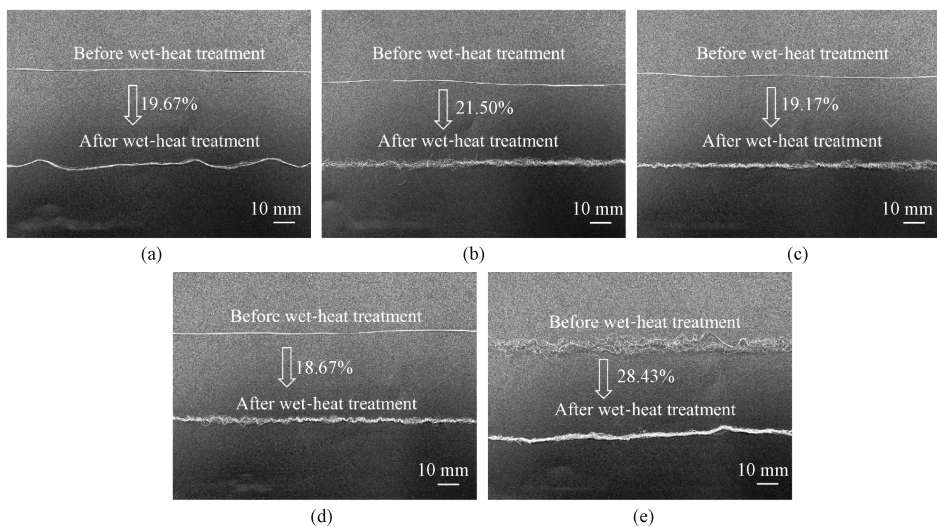 Before wet-heat treatment
19.67%
After wet-heat treatment
10 mm
(a)
Before wet-heat treatment
21.50%
After wet-heat treatment
10 mm
(b)
Before wet-heat treatment
19.17%
After wet-heat treatment
10 mm
(c)
Before wet-heat treatment
18.67%
After wet-heat treatment
10 mm
(d)
Before wet-heat treatment
28.43%
After wet-heat treatment
10 mm
(e)